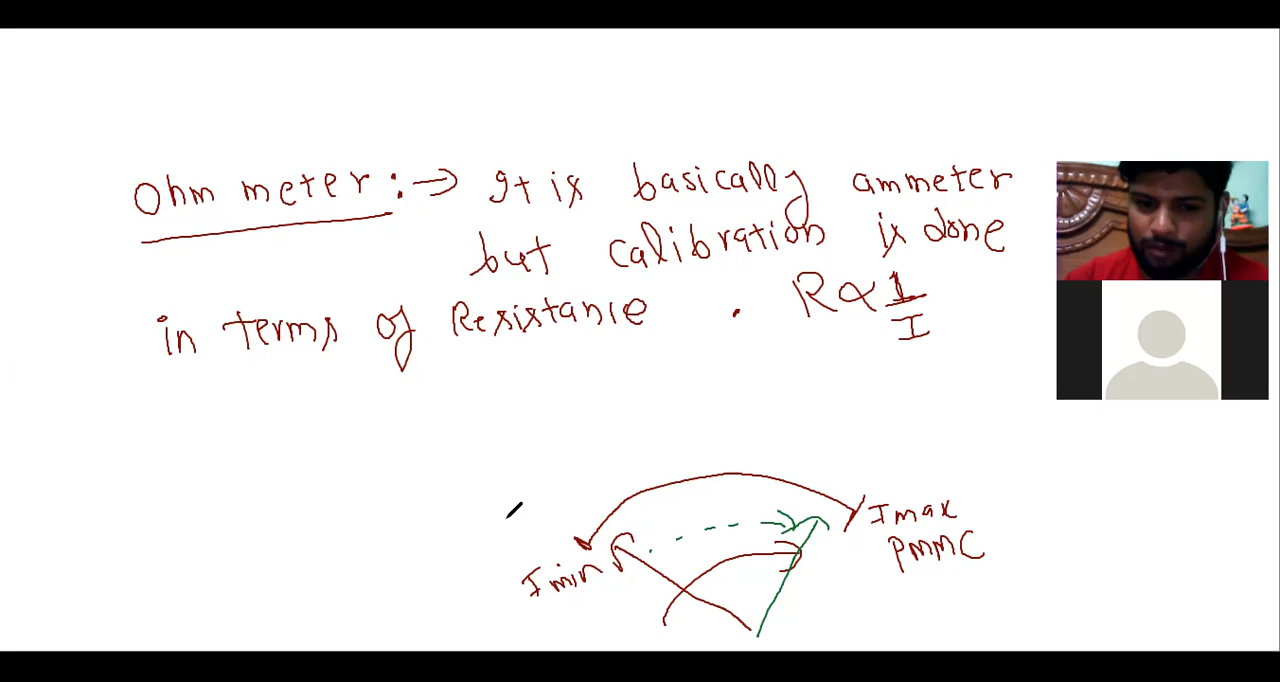 Ohm meter :→ It is basically ammeter
but calibration is done
in terms of Resistance . R ∝ 1/I
Imax
PMMC
Imin